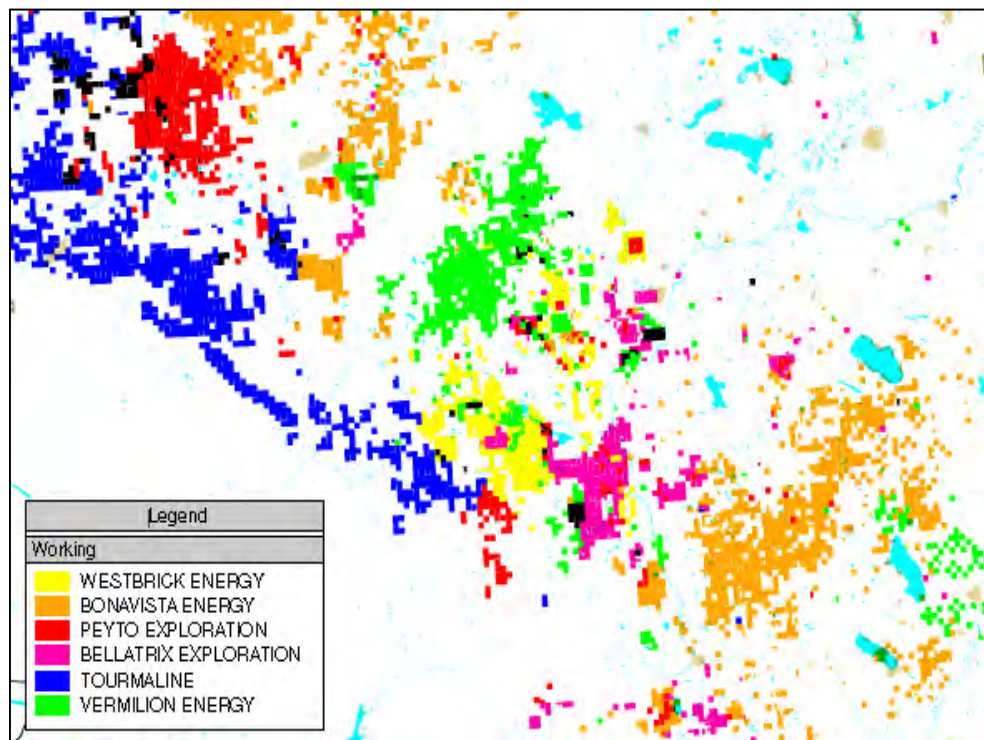 Legend
Working
WESTBRICK ENERGY
BONAVISTA ENERGY
PEYTO EXPLORATION
BELLATRIX EXPLORATION
TOURMALINE
VERMILION ENERGY